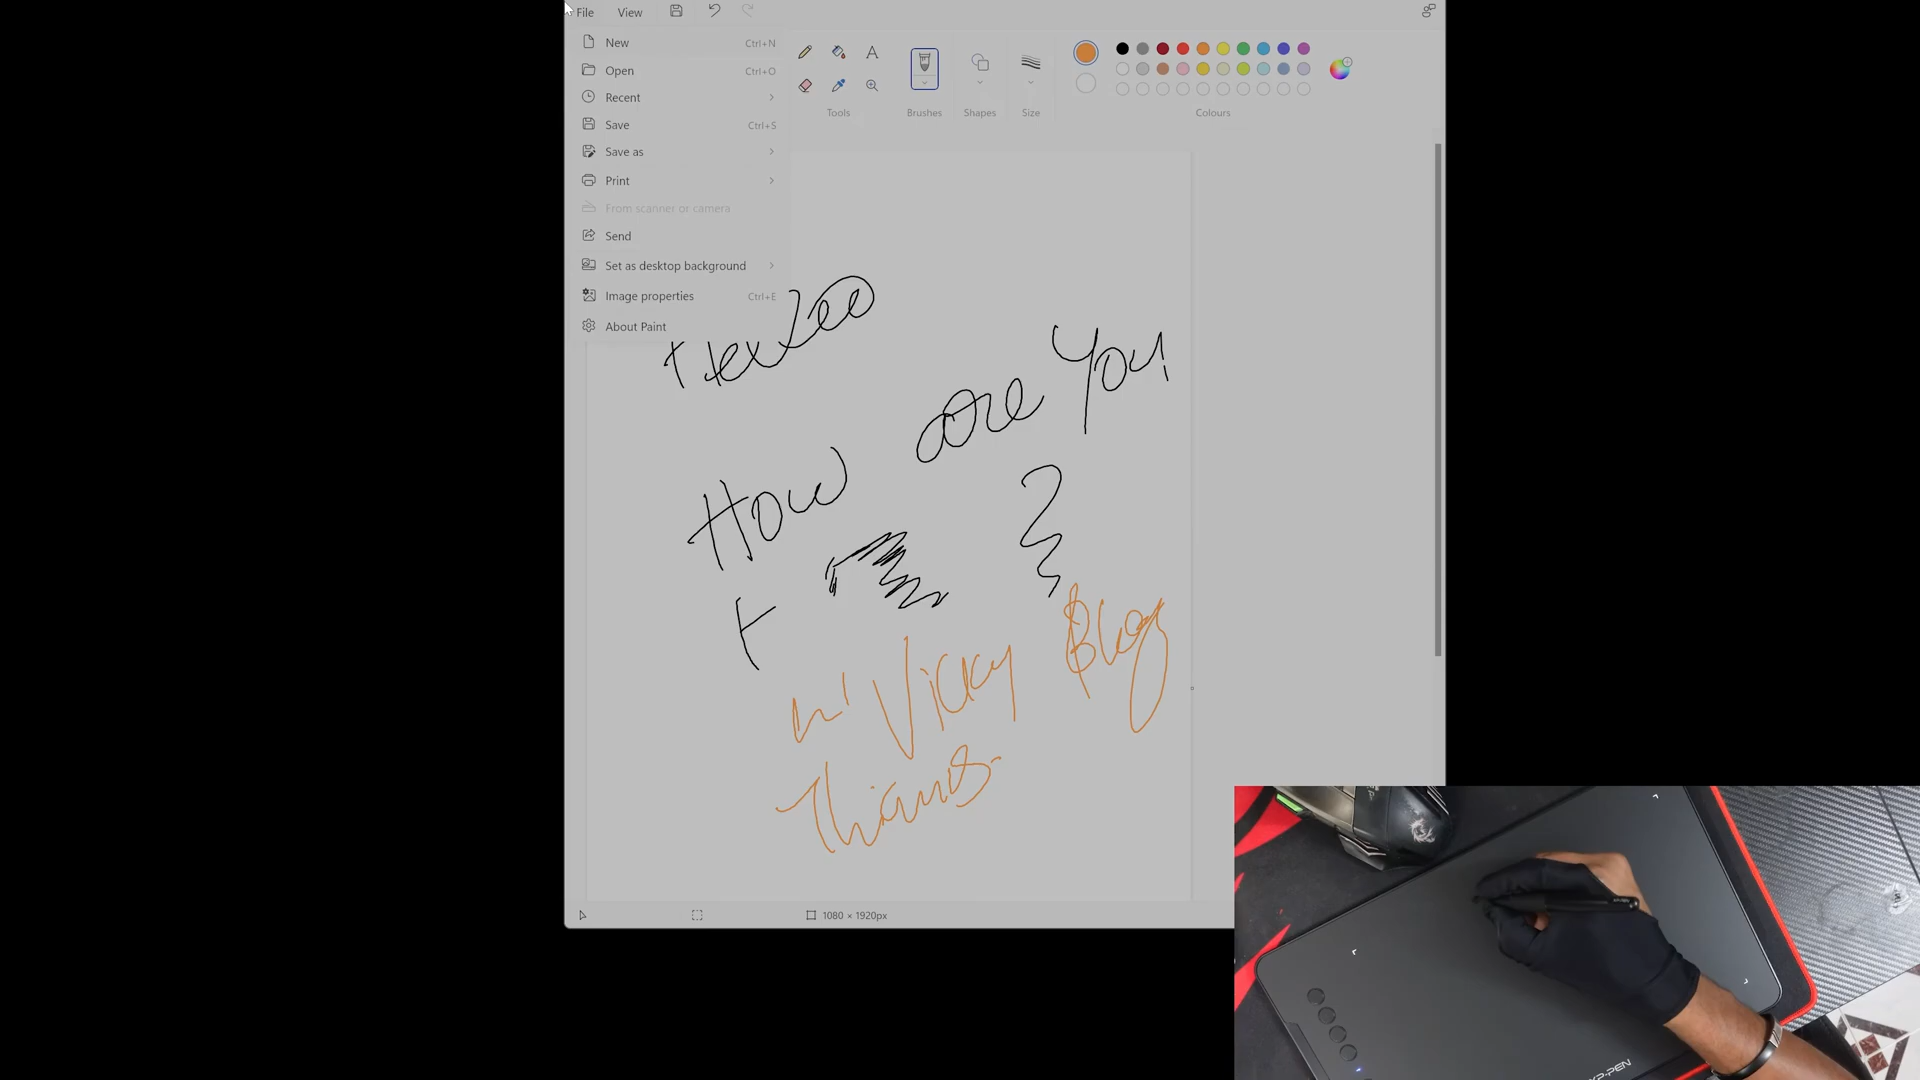 File View
New Ctrl+N
Open Ctrl+O
Recent
Save Ctrl+S
Save as
Print
From scanner or camera
Send
Set as desktop background
Image properties Ctrl+E
About Paint
Tools Brushes Shapes Size Colours
How are You ?
Vicky Blog
1080 × 1920px
XP-PEN